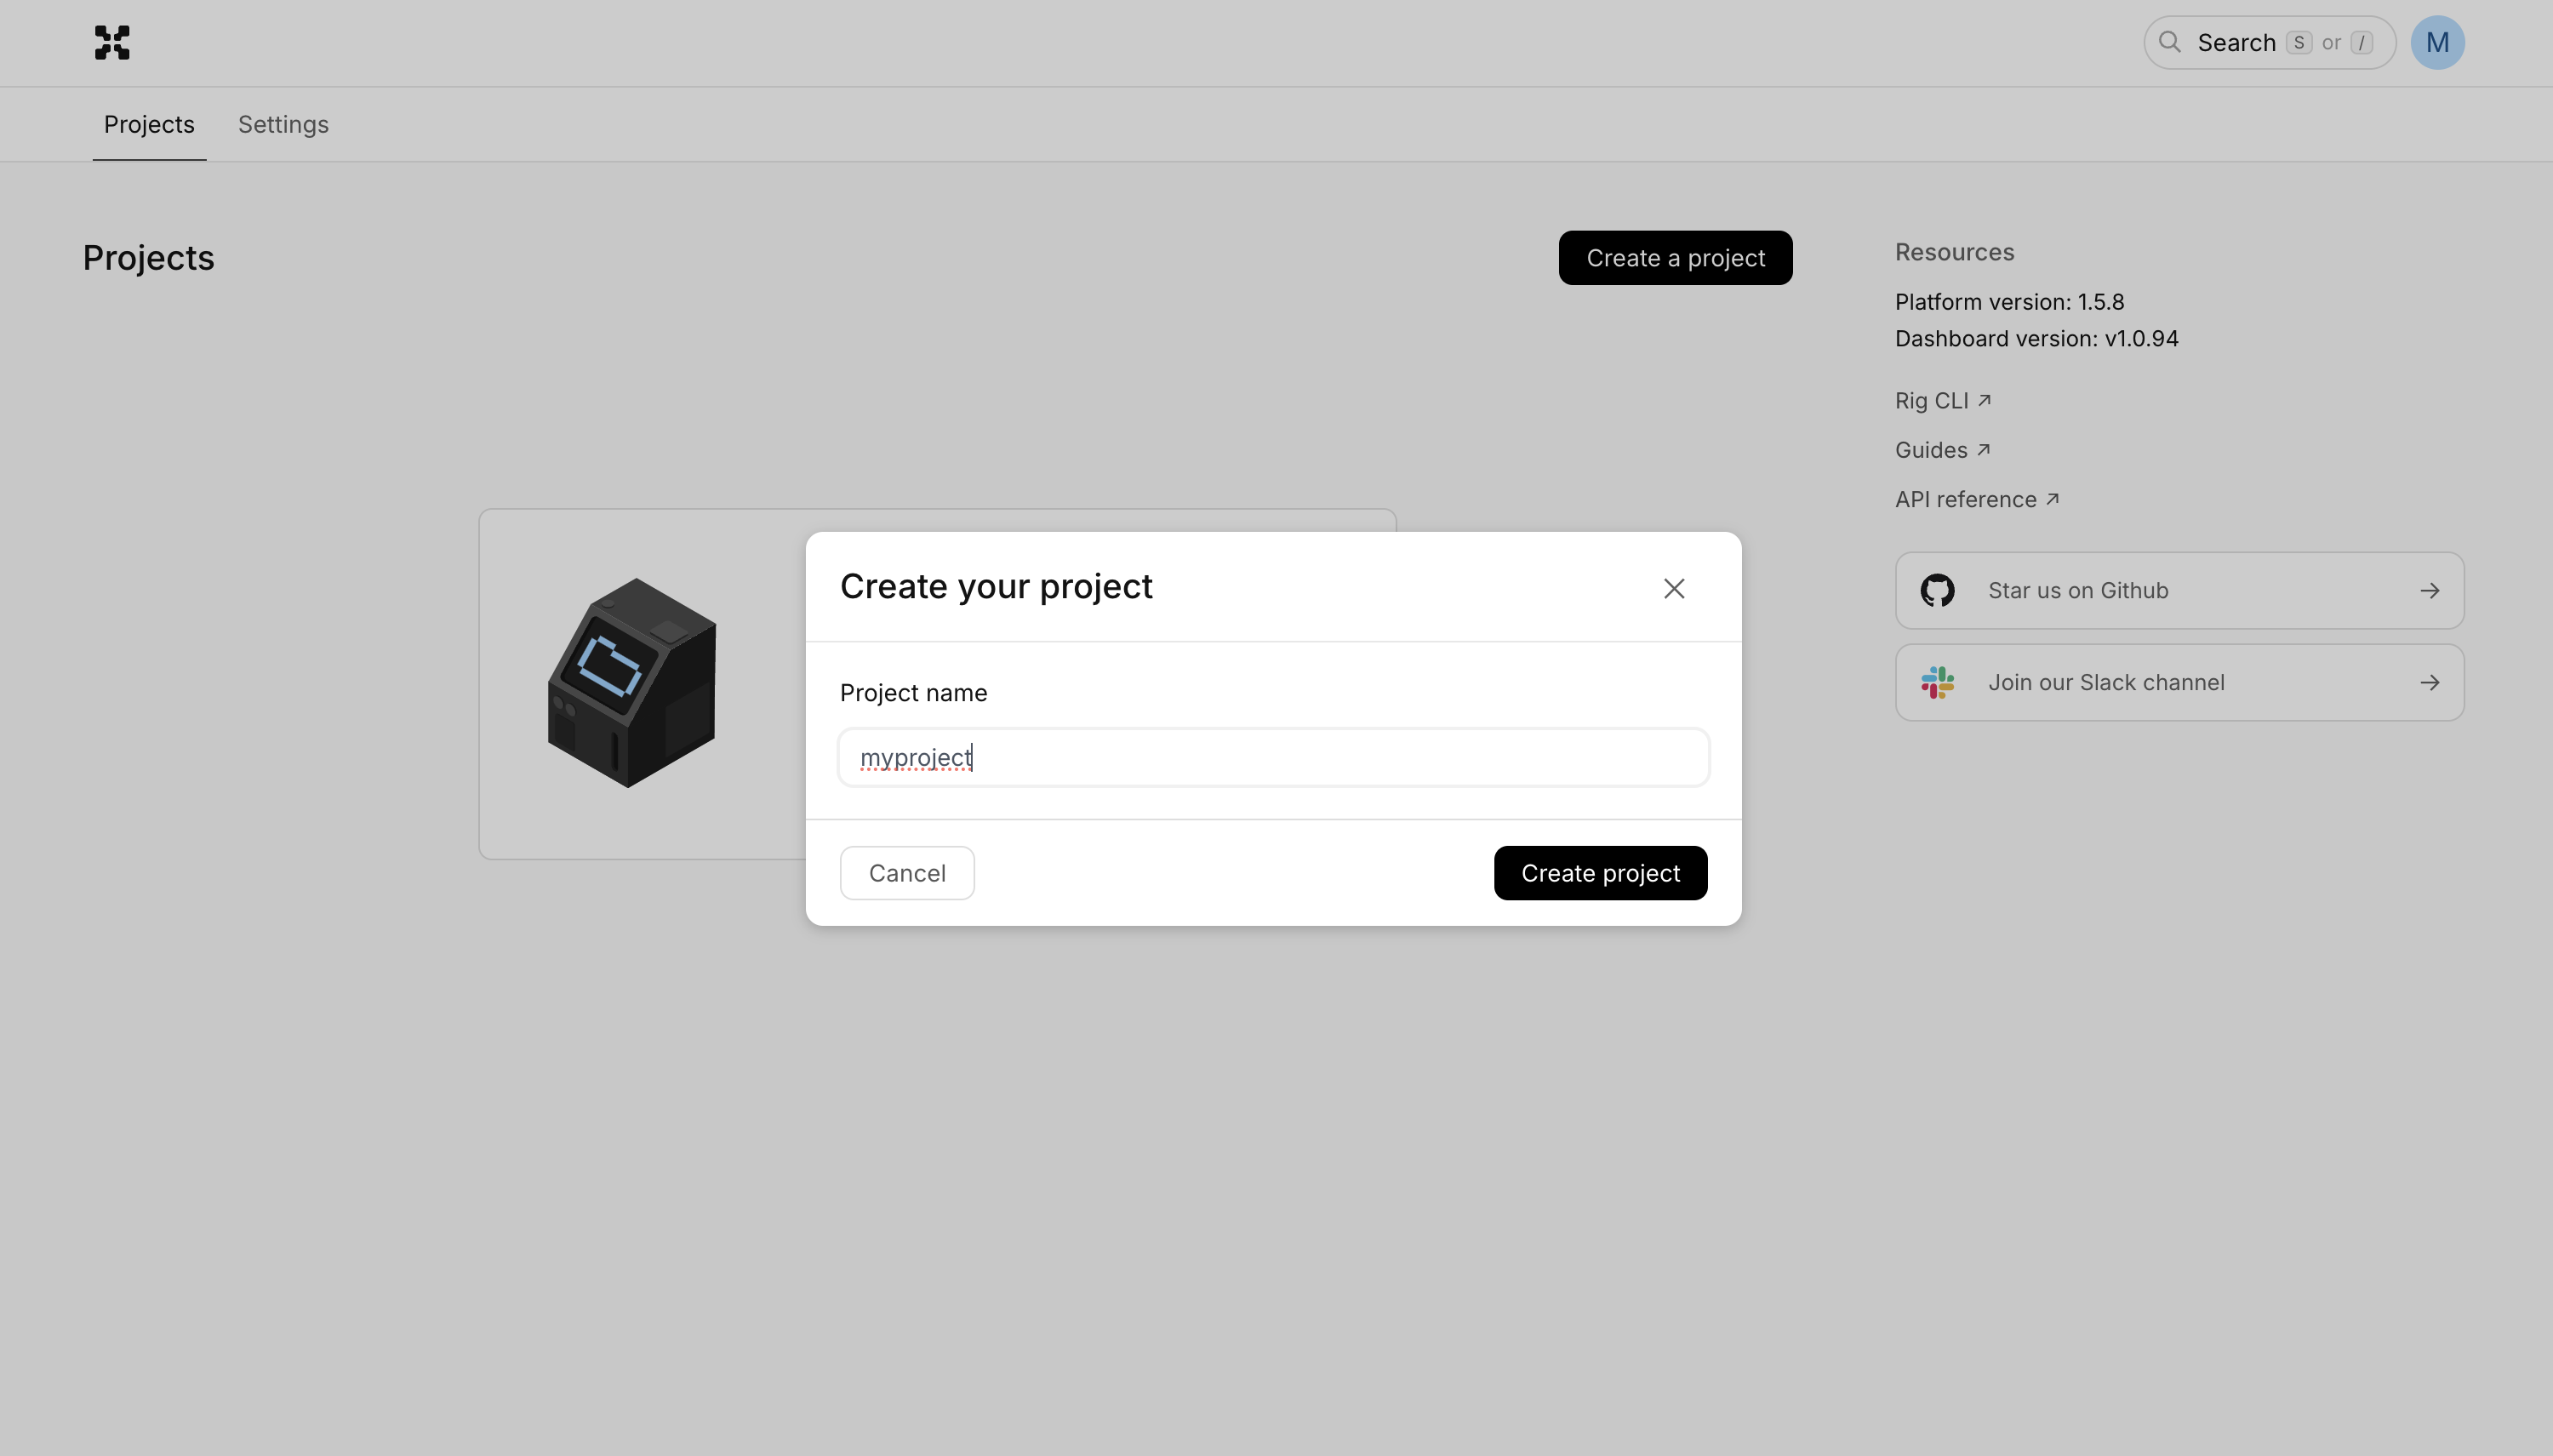 Search S or /
M
Projects
Settings
Projects
Create a project
Resources
Platform version: 1.5.8
Dashboard version: v1.0.94
Rig CLI
Guides
API reference
Star us on Github
Join our Slack channel
Create your project
Project name
myproject
Cancel
Create project